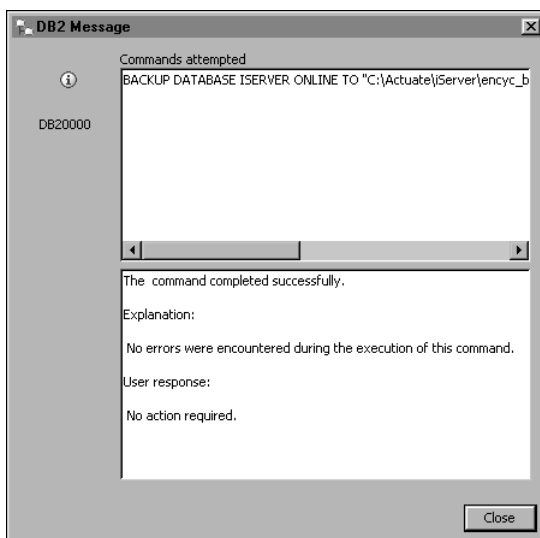 DB2 Message
Commands attempted
BACKUP DATABASE ISERVER ONLINE TO "C:\Actuate\iServer\encyc_b
DB20000
The command completed successfully.
Explanation:
No errors were encountered during the execution of this command.
User response:
No action required.
Close